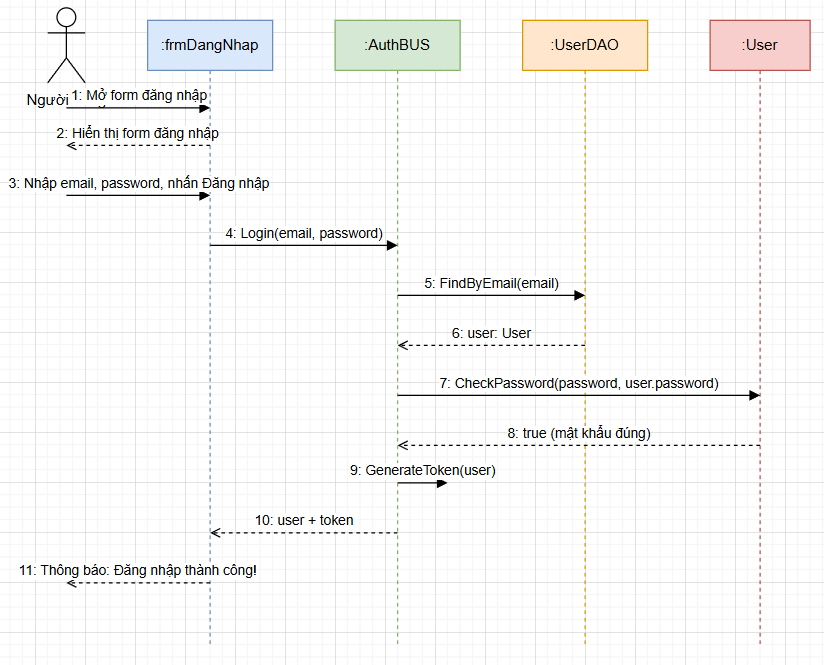 :frmDangNhap
:AuthBUS
:UserDAO
:User
Người
1: Mở form đăng nhập
2: Hiển thị form đăng nhập
3: Nhập email, password, nhấn Đăng nhập
4: Login(email, password)
5: FindByEmail(email)
6: user: User
7: CheckPassword(password, user.password)
8: true (mật khẩu đúng)
9: GenerateToken(user)
10: user + token
11: Thông báo: Đăng nhập thành công!